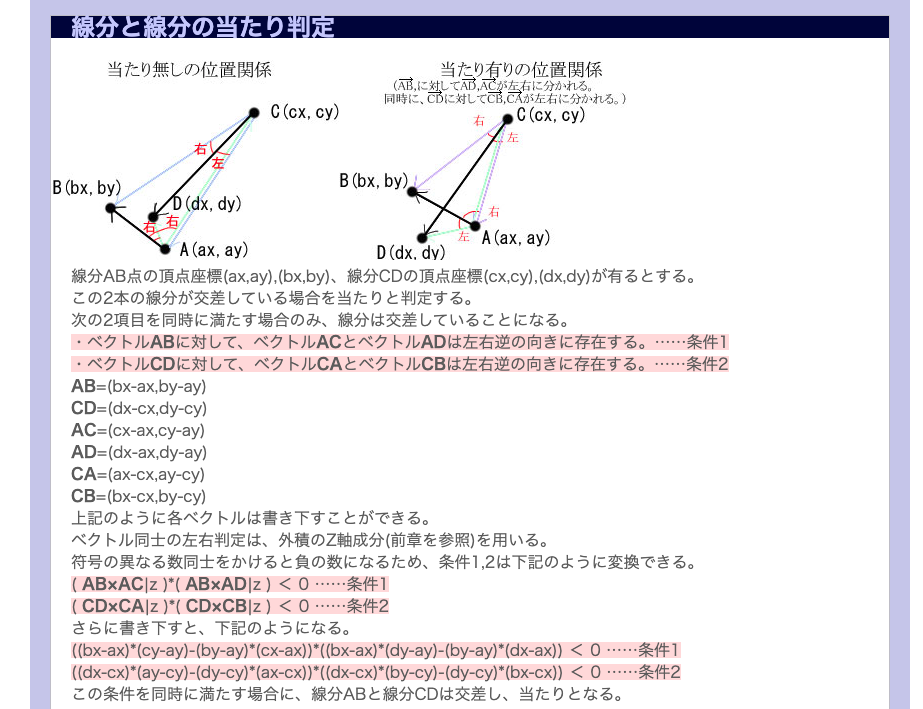 線分と線分の当たり判定
当たり無しの位置関係
当たり有りの位置関係
(AB,に対してAD,ACが左右に分かれる。
同時に、CDに対してCB,CAが左右に分かれる。)
C(cx, cy)
右
左
B(bx, by)
D(dx, dy)
右
右
A(ax, ay)
C(cx, cy)
右
左
B(bx, by)
右
左
A(ax, ay)
D(dx, dy)
線分AB点の頂点座標(ax,ay),(bx,by)、線分CDの頂点座標(cx,cy),(dx,dy)が有るとする。
この2本の線分が交差している場合を当たりと判定する。
次の2項目を同時に満たす場合のみ、線分は交差していることになる。
・ベクトルABに対して、ベクトルACとベクトルADは左右逆の向きに存在する。……条件1
・ベクトルCDに対して、ベクトルCAとベクトルCBは左右逆の向きに存在する。……条件2
AB=(bx-ax,by-ay)
CD=(dx-cx,dy-cy)
AC=(cx-ax,cy-ay)
AD=(dx-ax,dy-ay)
CA=(ax-cx,ay-cy)
CB=(bx-cx,by-cy)
上記のように各ベクトルは書き下すことができる。
ベクトル同士の左右判定は、外積のZ軸成分(前章を参照)を用いる。
符号の異なる数同士をかけると負の数になるため、条件1,2は下記のように変換できる。
( AB×AC|z )*( AB×AD|z ) < 0 ……条件1
( CD×CA|z )*( CD×CB|z ) < 0 ……条件2
さらに書き下すと、下記のようになる。
((bx-ax)*(cy-ay)-(by-ay)*(cx-ax))*((bx-ax)*(dy-ay)-(by-ay)*(dx-ax)) < 0 ……条件1
((dx-cx)*(ay-cy)-(dy-cy)*(ax-cx))*((dx-cx)*(by-cy)-(dy-cy)*(bx-cx)) < 0 ……条件2
この条件を同時に満たす場合に、線分ABと線分CDは交差し、当たりとなる。